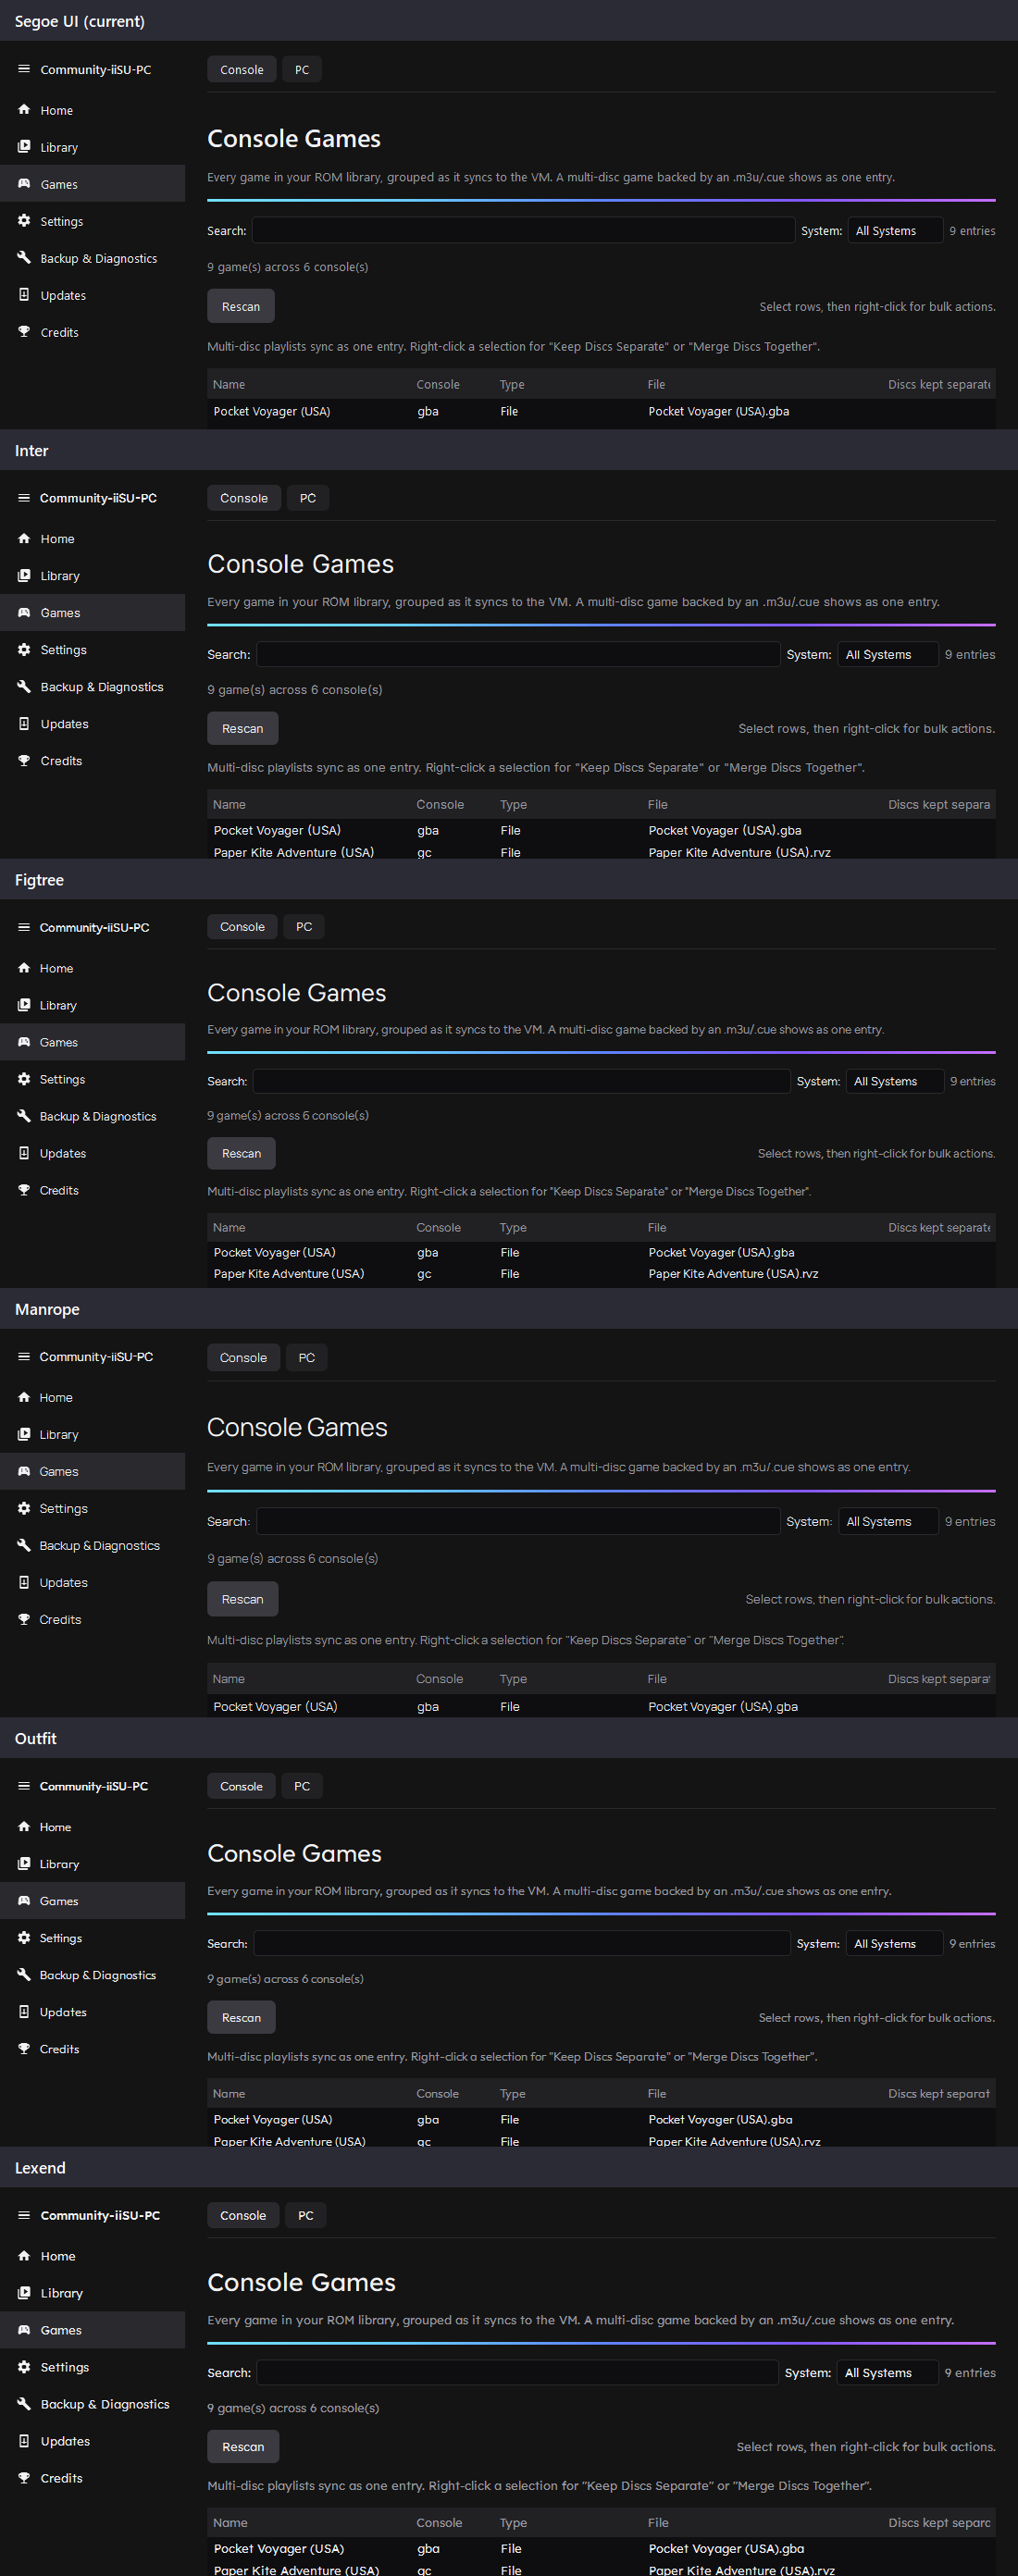 Segoe UI (current)
Community-iiSU-PC
Home
Library
Games
Settings
Backup & Diagnostics
Updates
Credits
Console PC
Console Games
Every game in your ROM library, grouped as it syncs to the VM. A multi-disc game backed by an .m3u/.cue shows as one entry.
Search: System: All Systems 9 entries
9 game(s) across 6 console(s)
Rescan Select rows, then right-click for bulk actions.
Multi-disc playlists sync as one entry. Right-click a selection for "Keep Discs Separate" or "Merge Discs Together".
Name Console Type File Discs kept separate
Pocket Voyager (USA) gba File Pocket Voyager (USA).gba
Inter
Community-iiSU-PC
Home
Library
Games
Settings
Backup & Diagnostics
Updates
Credits
Console PC
Console Games
Every game in your ROM library, grouped as it syncs to the VM. A multi-disc game backed by an .m3u/.cue shows as one entry.
Search: System: All Systems 9 entries
9 game(s) across 6 console(s)
Rescan Select rows, then right-click for bulk actions.
Multi-disc playlists sync as one entry. Right-click a selection for "Keep Discs Separate" or "Merge Discs Together".
Name Console Type File Discs kept separa
Pocket Voyager (USA) gba File Pocket Voyager (USA).gba
Paper Kite Adventure (USA) gc File Paper Kite Adventure (USA).rvz
Figtree
Community-iiSU-PC
Home
Library
Games
Settings
Backup & Diagnostics
Updates
Credits
Console PC
Console Games
Every game in your ROM library, grouped as it syncs to the VM. A multi-disc game backed by an .m3u/.cue shows as one entry.
Search: System: All Systems 9 entries
9 game(s) across 6 console(s)
Rescan Select rows, then right-click for bulk actions.
Multi-disc playlists sync as one entry. Right-click a selection for "Keep Discs Separate" or "Merge Discs Together".
Name Console Type File Discs kept separate
Pocket Voyager (USA) gba File Pocket Voyager (USA).gba
Paper Kite Adventure (USA) gc File Paper Kite Adventure (USA).rvz
Manrope
Community-iiSU-PC
Home
Library
Games
Settings
Backup & Diagnostics
Updates
Credits
Console PC
Console Games
Every game in your ROM library, grouped as it syncs to the VM. A multi-disc game backed by an .m3u/.cue shows as one entry.
Search: System: All Systems 9 entries
9 game(s) across 6 console(s)
Rescan Select rows, then right-click for bulk actions.
Multi-disc playlists sync as one entry. Right-click a selection for "Keep Discs Separate" or "Merge Discs Together".
Name Console Type File Discs kept separat
Pocket Voyager (USA) gba File Pocket Voyager (USA).gba
Outfit
Community-iiSU-PC
Home
Library
Games
Settings
Backup & Diagnostics
Updates
Credits
Console PC
Console Games
Every game in your ROM library, grouped as it syncs to the VM. A multi-disc game backed by an .m3u/.cue shows as one entry.
Search: System: All Systems 9 entries
9 game(s) across 6 console(s)
Rescan Select rows, then right-click for bulk actions.
Multi-disc playlists sync as one entry. Right-click a selection for "Keep Discs Separate" or "Merge Discs Together".
Name Console Type File Discs kept separat
Pocket Voyager (USA) gba File Pocket Voyager (USA).gba
Paper Kite Adventure (USA) gc File Paper Kite Adventure (USA).rvz
Lexend
Community-iiSU-PC
Home
Library
Games
Settings
Backup & Diagnostics
Updates
Credits
Console PC
Console Games
Every game in your ROM library, grouped as it syncs to the VM. A multi-disc game backed by an .m3u/.cue shows as one entry.
Search: System: All Systems 9 entries
9 game(s) across 6 console(s)
Rescan Select rows, then right-click for bulk actions.
Multi-disc playlists sync as one entry. Right-click a selection for "Keep Discs Separate" or "Merge Discs Together".
Name Console Type File Discs kept separa
Pocket Voyager (USA) gba File Pocket Voyager (USA).gba
Paper Kite Adventure (USA) gc File Paper Kite Adventure (USA).rvz